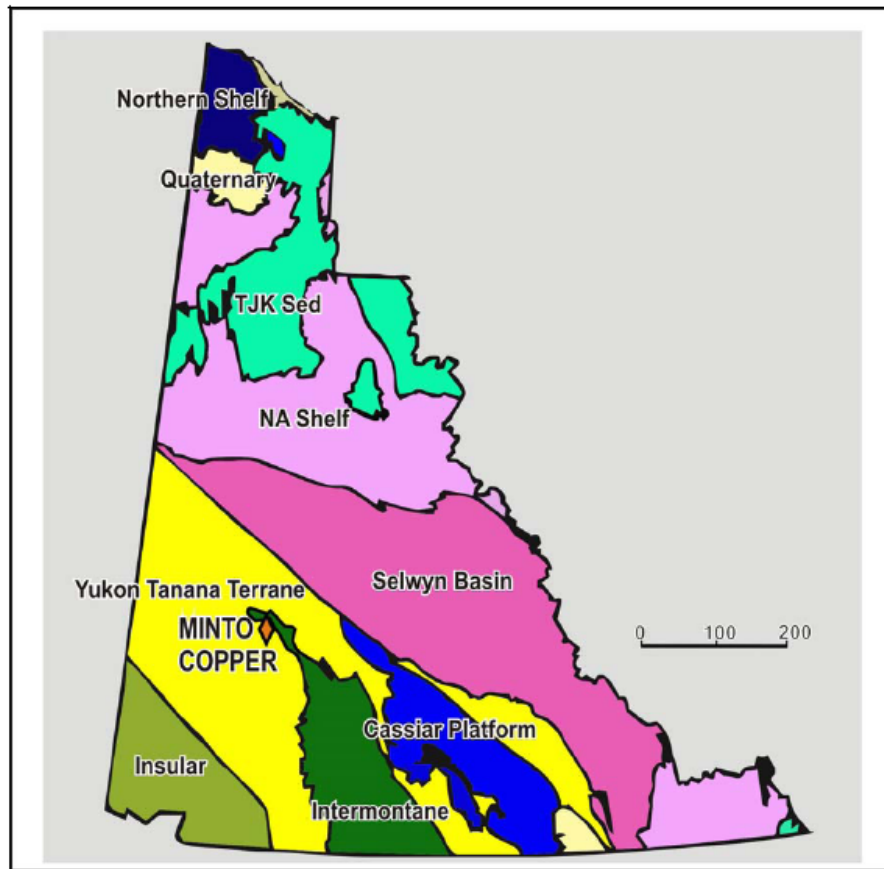 Northern Shelf
Quaternary
TJK Sed
NA Shelf
Selwyn Basin
Yukon Tanana Terrane
MINTO
COPPER
0 100 200
Cassiar Platform
Insular
Intermontane